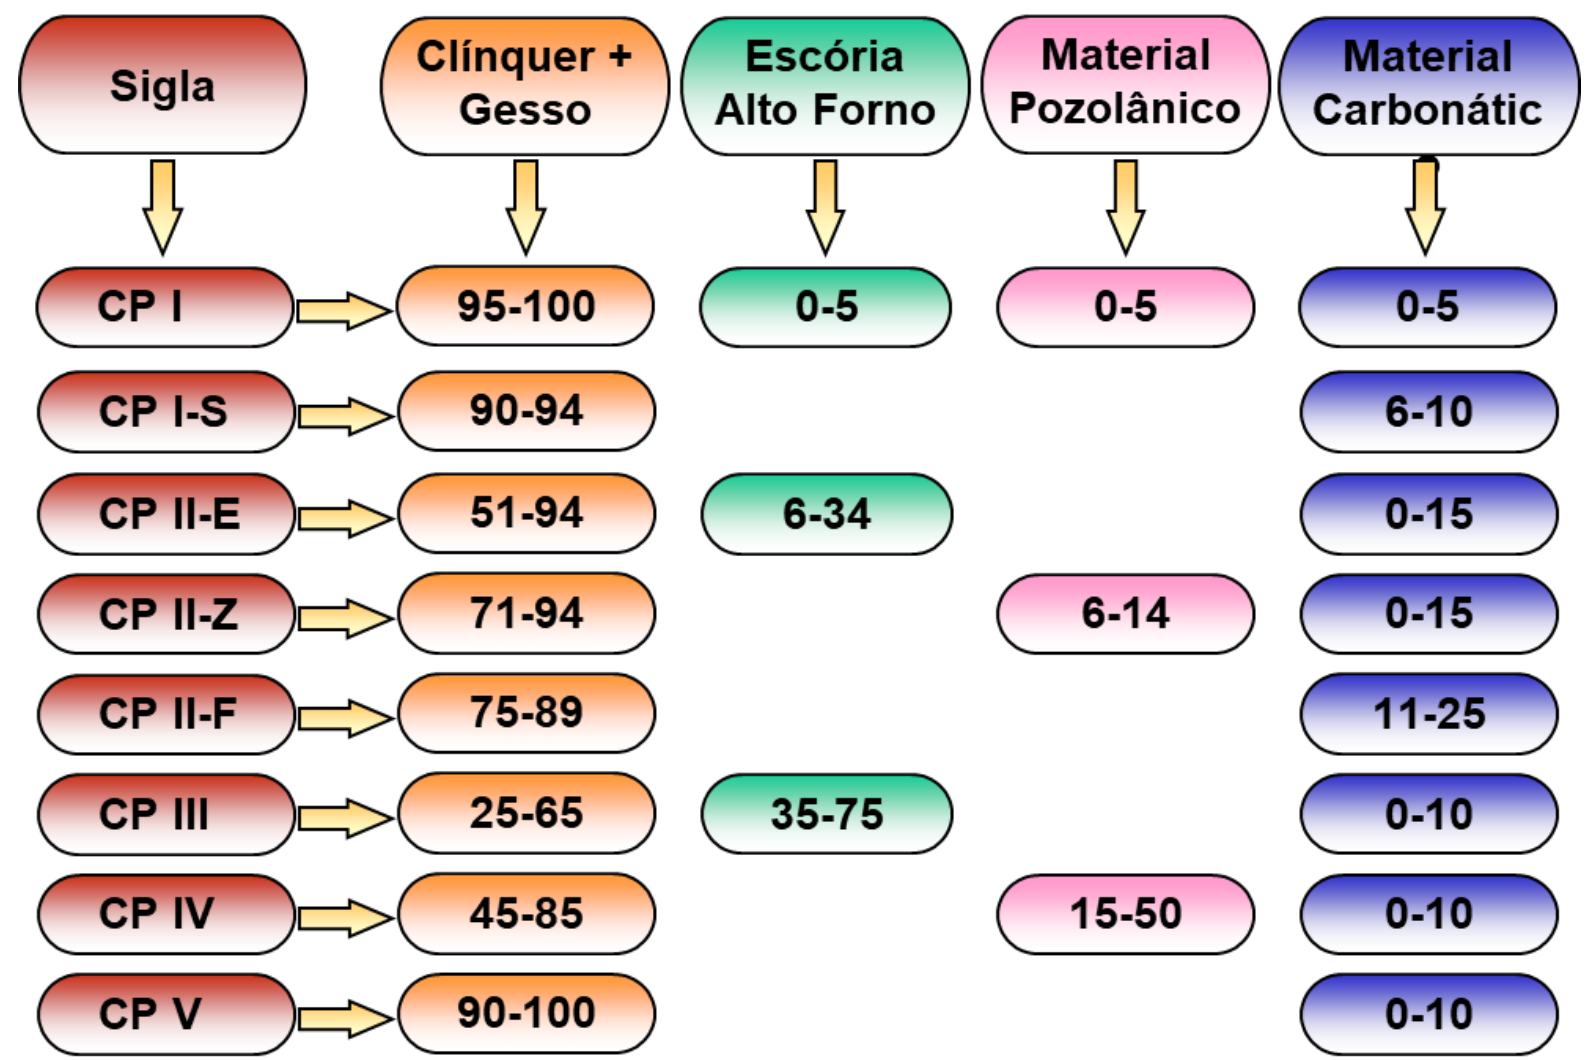 Sigla
Clínquer +
Gesso
Escória
Alto Forno
Material
Pozolânico
Material
Carbonátic
CP I
95-100
0-5
0-5
0-5
CP I-S
90-94
6-10
CP II-E
51-94
6-34
0-15
CP II-Z
71-94
6-14
0-15
CP II-F
75-89
11-25
CP III
25-65
35-75
0-10
CP IV
45-85
15-50
0-10
CP V
90-100
0-10